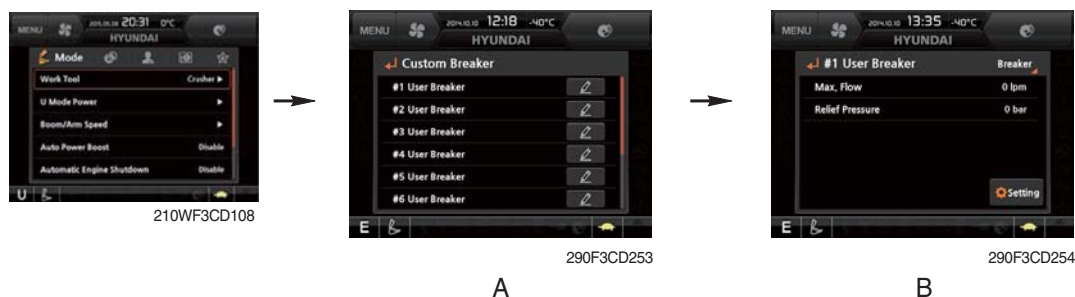 MENU 2015.05.08 20:31 0°C
HYUNDAI
Mode
Work Tool Crusher
U Mode Power
Boom/Arm Speed
Auto Power Boost Disable
Automatic Engine Shutdown Disable
U
210WF3CD108
MENU 2014.10.10 12:18 -40°C
HYUNDAI
Custom Breaker
#1 User Breaker
#2 User Breaker
#3 User Breaker
#4 User Breaker
#5 User Breaker
#6 User Breaker
E
290F3CD253
A
MENU 2014.10.10 13:35 -40°C
HYUNDAI
#1 User Breaker Breaker
Max, Flow 0 lpm
Relief Pressure 0 bar
Setting
E
290F3CD254
B